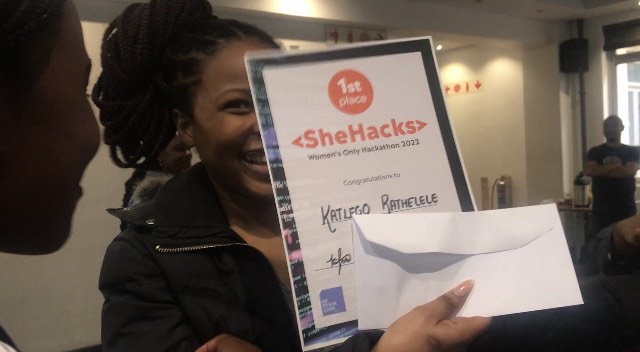 1st
place
<SheHacks>
Women's Only Hackathon 2022
Congratulations to
KATLEGO RATHELELE